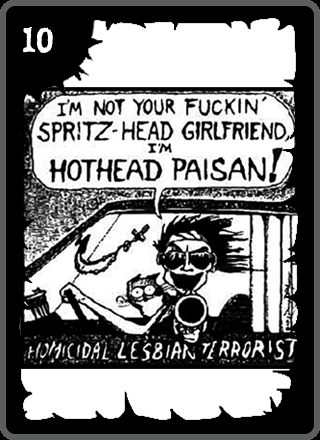 10
I'M NOT YOUR FUCKIN'
SPRITZ-HEAD GIRLFRIEND,
I'M
HOTHEAD PAISAN!
HOMICIDAL LESBIAN TERRORIST